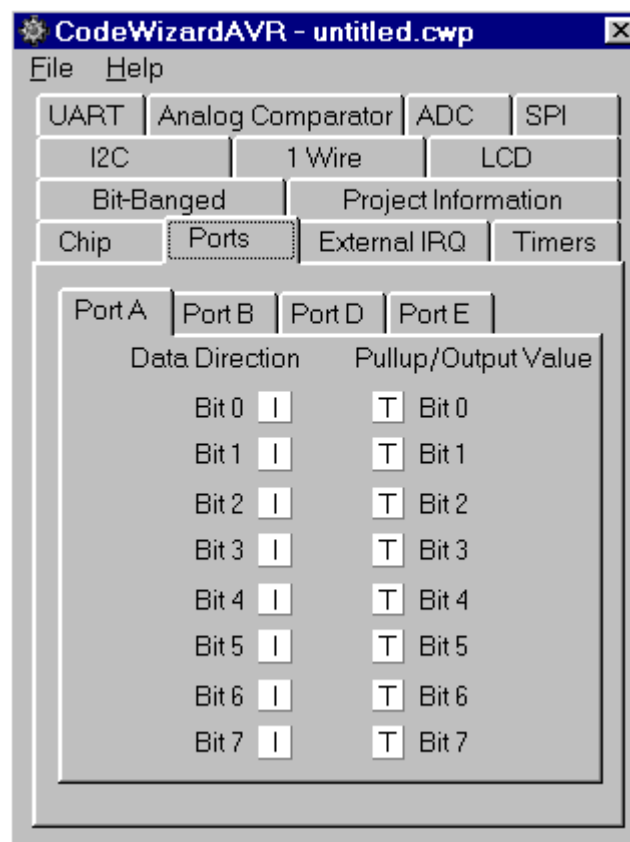 CodeWizardAVR - untitled.cwp
File Help
UART Analog Comparator ADC SPI
I2C 1 Wire LCD
Bit-Banged Project Information
Chip Ports External IRQ Timers
Port A Port B Port D Port E
Data Direction Pullup/Output Value
Bit 0 I T Bit 0
Bit 1 I T Bit 1
Bit 2 I T Bit 2
Bit 3 I T Bit 3
Bit 4 I T Bit 4
Bit 5 I T Bit 5
Bit 6 I T Bit 6
Bit 7 I T Bit 7